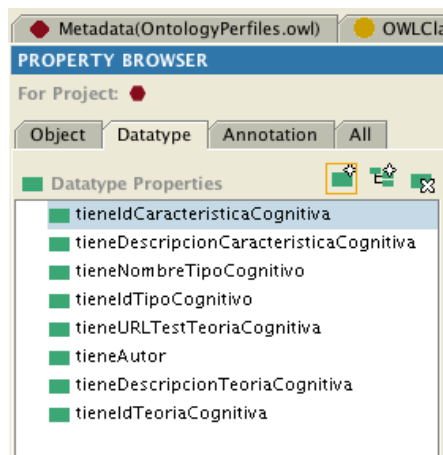 Metadata(OntologyPerfiles.owl) OWLCla
PROPERTY BROWSER
For Project:
Object Datatype Annotation All
Datatype Properties
tieneIdCaracteristicaCognitiva
tieneDescripcionCaracteristicaCognitiva
tieneNombreTipoCognitivo
tieneIdTipoCognitivo
tieneURLTestTeoriaCognitiva
tieneAutor
tieneDescripcionTeoriaCognitiva
tieneIdTeoriaCognitiva